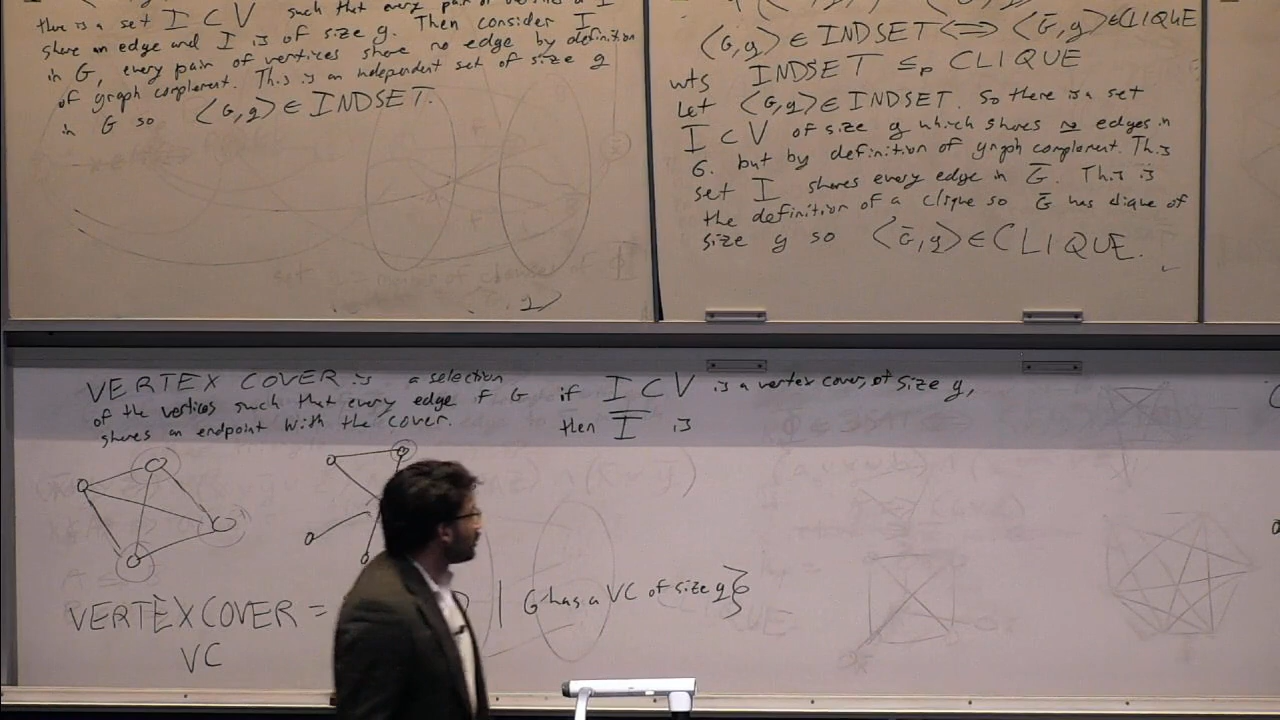 there is a set I ⊂ V such that every pair of
share an edge and I is of size g. Then consider I
in G, every pair of vertices share no edge by definition
of graph complement. This is an independent set of size g
in G so ⟨G,g⟩ ∈ INDSET.
⟨G,g⟩ ∈ INDSET ⟺ ⟨G̅,g⟩ ∈ CLIQUE
wts INDSET ≤p CLIQUE
Let ⟨G,g⟩ ∈ INDSET. So there is a set
I ⊂ V of size g which shares no edges in
G. but by definition of graph complement. This
set I shares every edge in G̅. This is
the definition of a clique so G̅ has clique of
size g so ⟨G̅,g⟩ ∈ CLIQUE.
VERTEX COVER is a selection
of the vertices such that every edge of G
shares an endpoint with the cover.
if I ⊂ V is a vertex cover, of size g,
then I̅ is
VERTEXCOVER = | G has a VC of size g}
VC